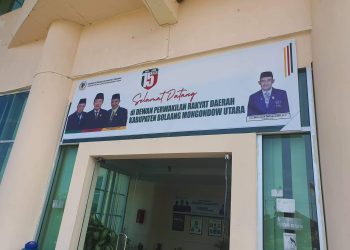 Selamat Datang
di DEWAN PERWAKILAN RAKYAT DAERAH
KABUPATEN BOLAANG MONGONDOW UTARA